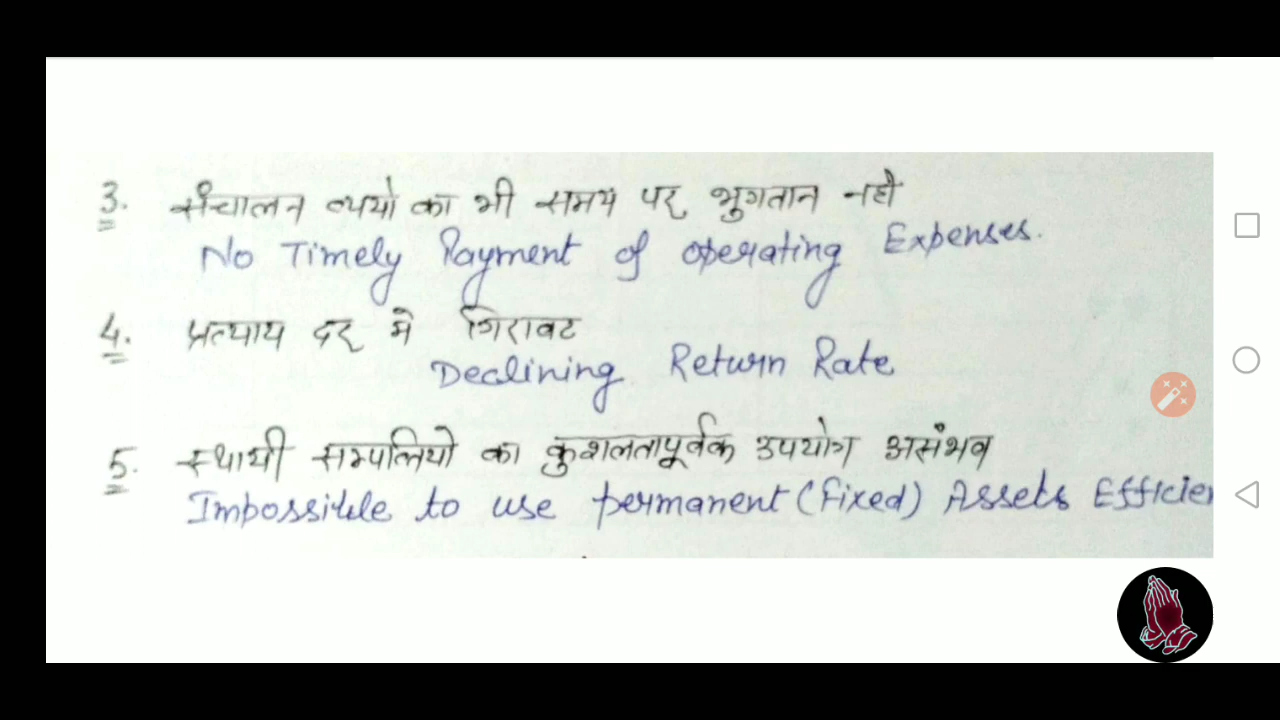 3. संचालन व्ययो का भी समय पर भुगतान नहीं
No Timely Payment of operating Expenses.
4. प्रत्याय दर में गिरावट
Declining Return Rate
5. स्थायी सम्पत्तियो का कुशलतापूर्वक उपयोग असंभव
Impossible to use permanent (fixed) Assets Efficien